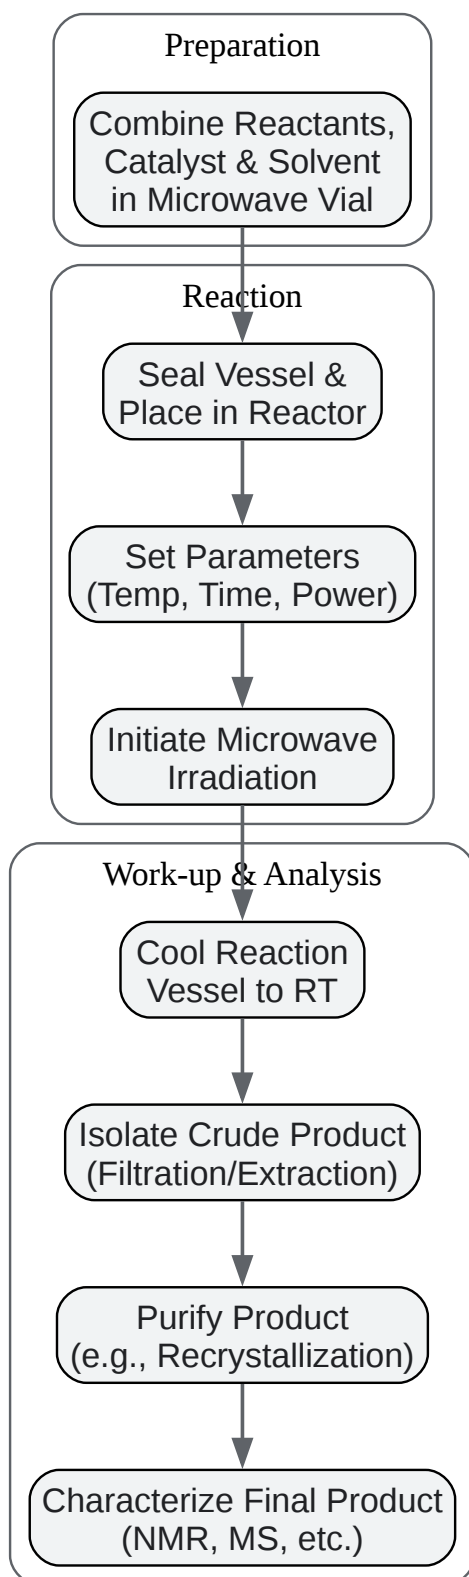 Preparation
Combine Reactants,
Catalyst & Solvent
in Microwave Vial
Reaction
Seal Vessel &
Place in Reactor
Set Parameters
(Temp, Time, Power)
Initiate Microwave
Irradiation
Work-up & Analysis
Cool Reaction
Vessel to RT
Isolate Crude Product
(Filtration/Extraction)
Purify Product
(e.g., Recrystallization)
Characterize Final Product
(NMR, MS, etc.)